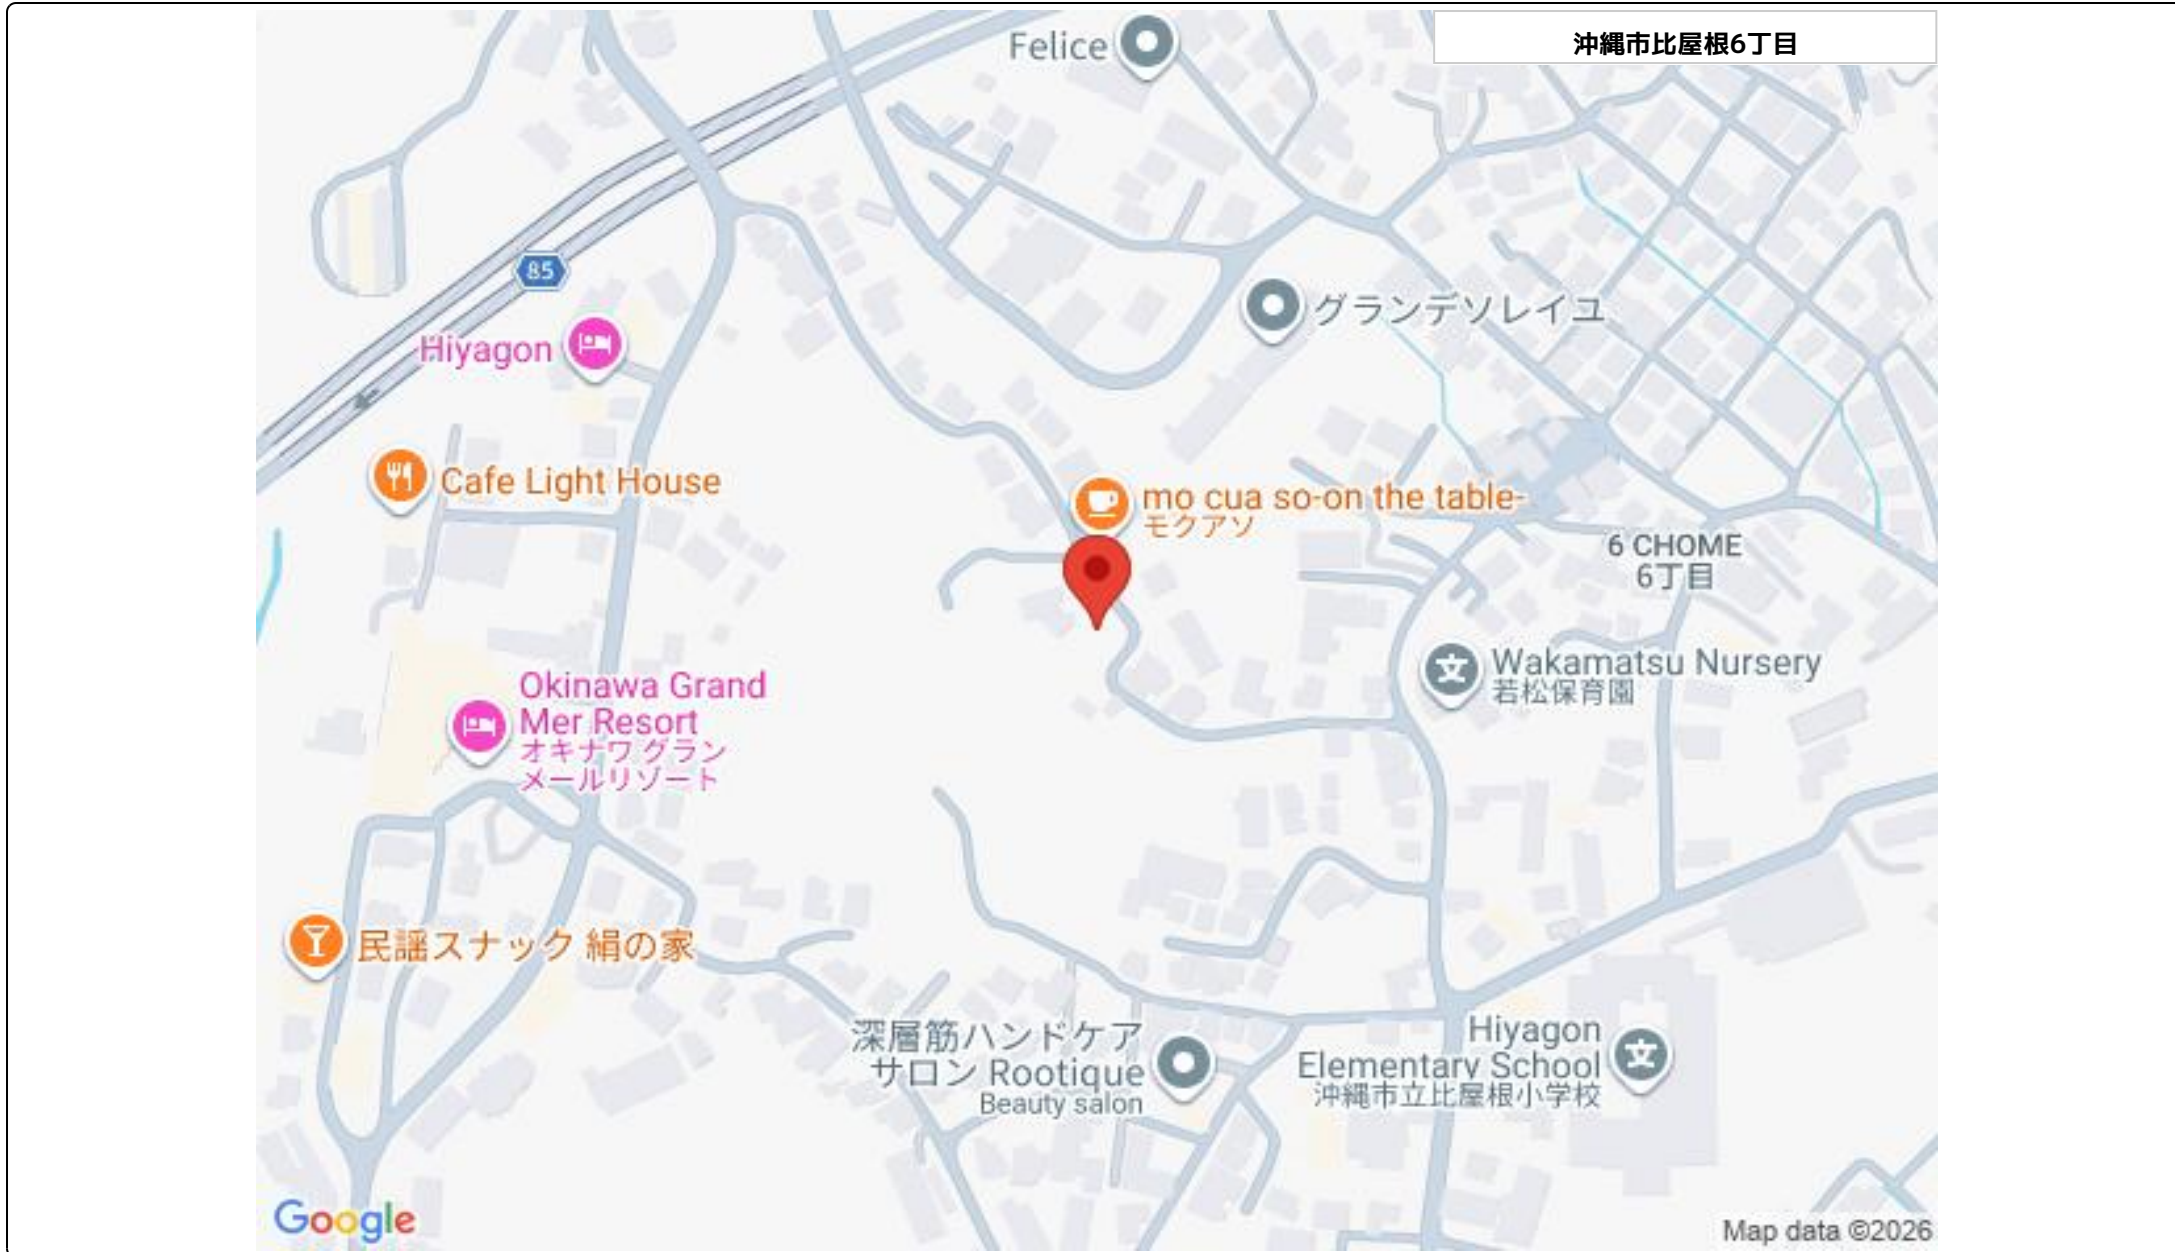 Felice
沖縄市比屋根6丁目
85
グランデソレイユ
Hiyagon
Cafe Light House
mo cua so-on the table-
モクアソ
6 CHOME
6丁目
Wakamatsu Nursery
若松保育園
Okinawa Grand
Mer Resort
オキナワ グラン
メールリゾート
民謡スナック 絹の家
深層筋ハンドケア
サロン Rootique
Beauty salon
Hiyagon
Elementary School
沖縄市立比屋根小学校
Google
Map data ©2026